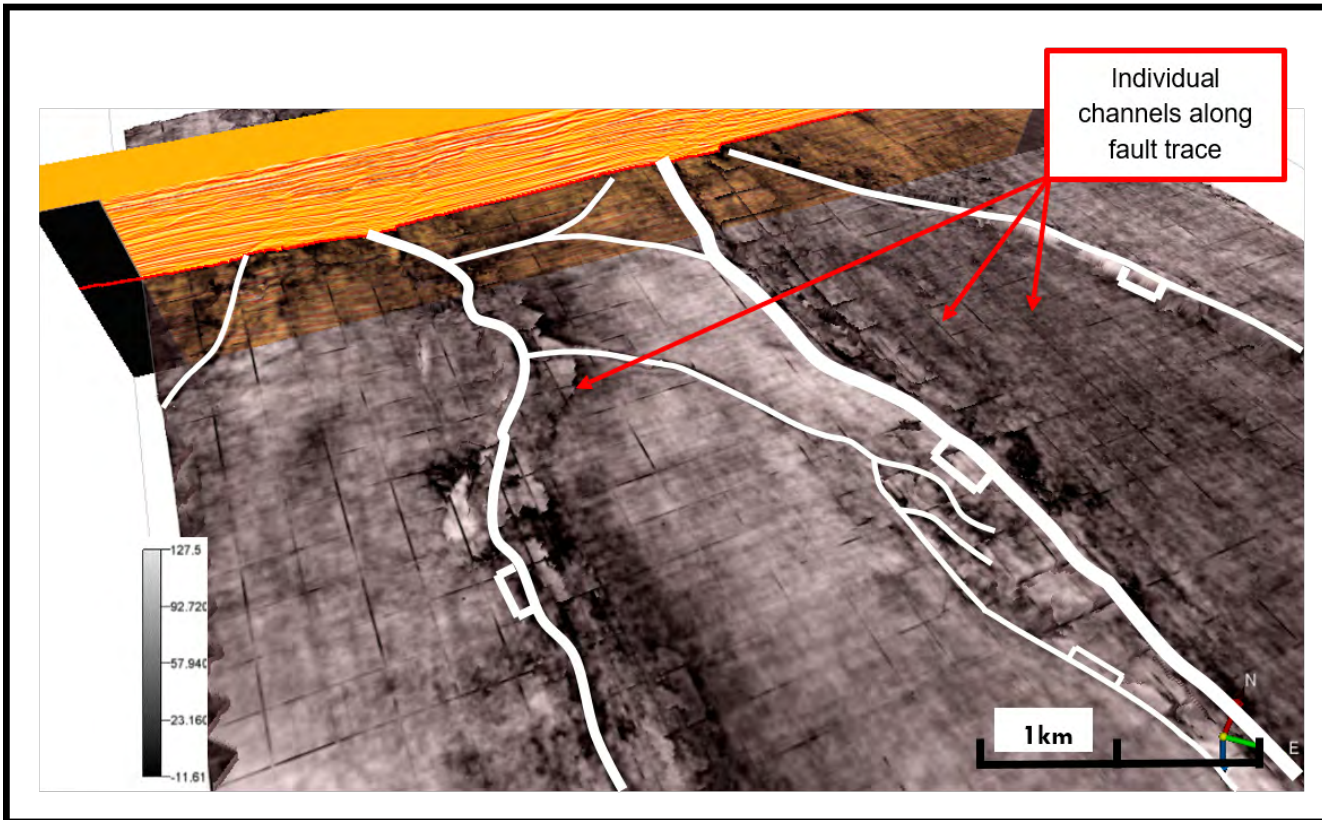 Individual
channels along
fault trace
127.5
92.720
57.940
23.160
-11.61
1km
N
E